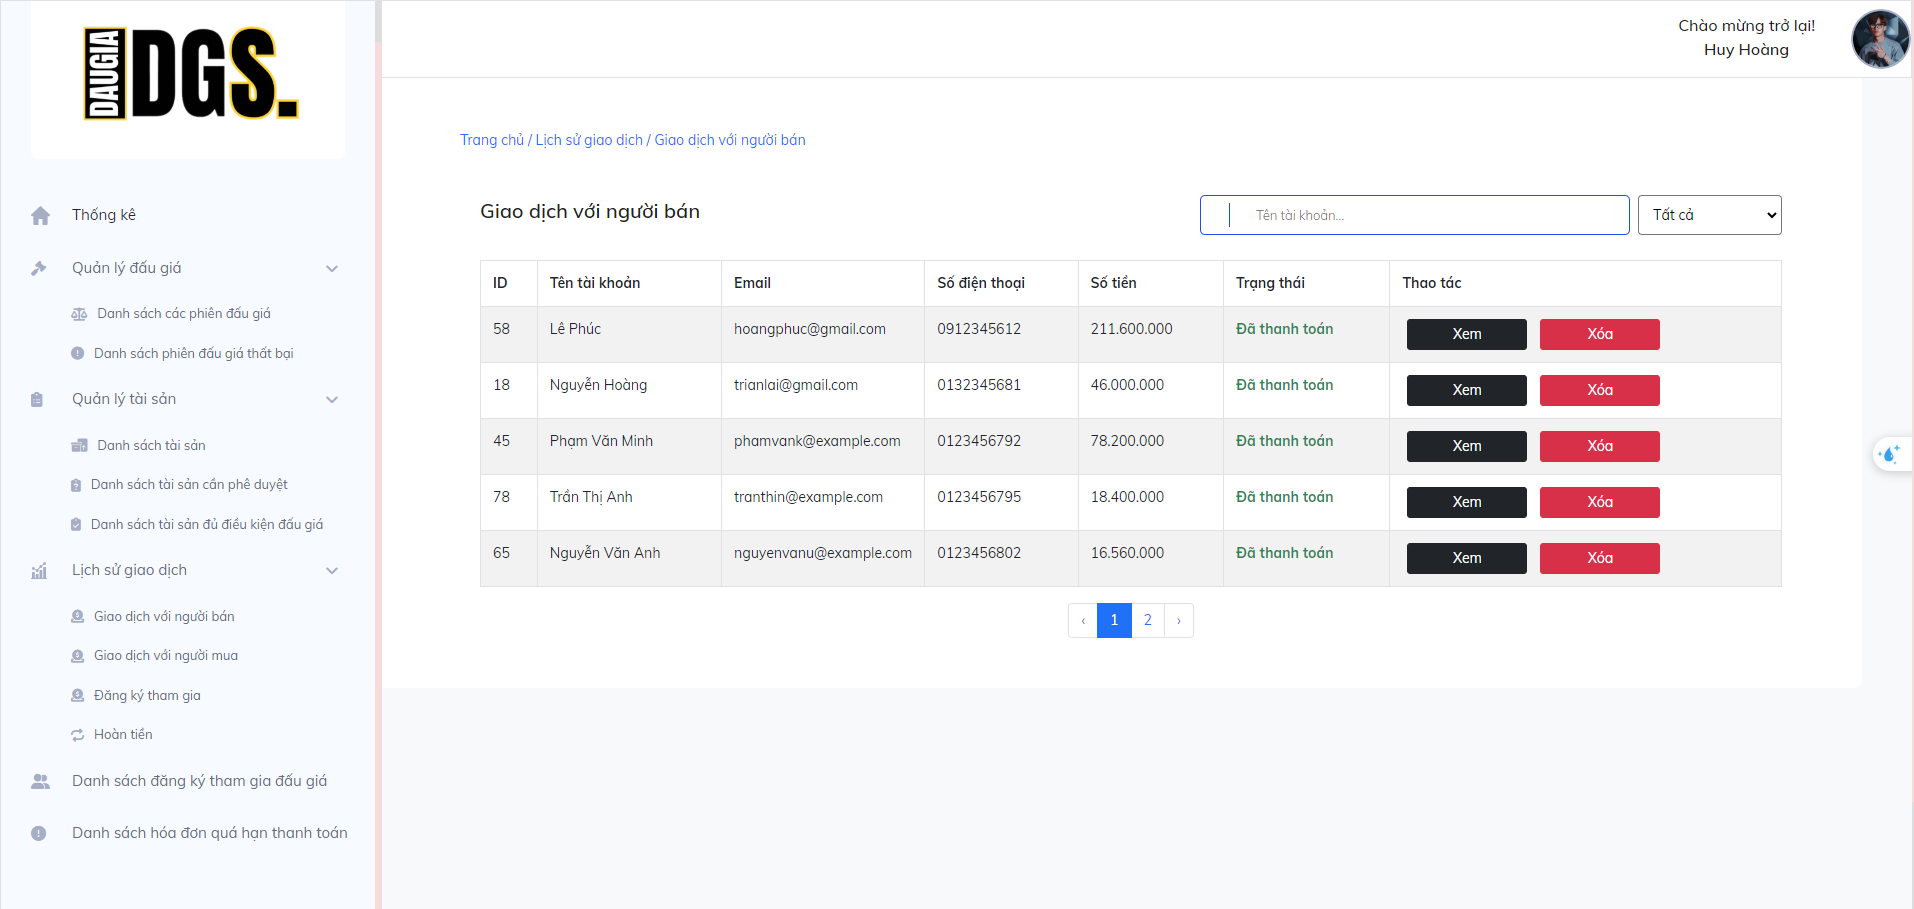 DAUGIA DGS.
Chào mừng trở lại!
Huy Hoàng
Trang chủ / Lịch sử giao dịch / Giao dịch với người bán
Thống kê
Quản lý đấu giá
Danh sách các phiên đấu giá
Danh sách phiên đấu giá thất bại
Quản lý tài sản
Danh sách tài sản
Danh sách tài sản cần phê duyệt
Danh sách tài sản đủ điều kiện đấu giá
Lịch sử giao dịch
Giao dịch với người bán
Giao dịch với người mua
Đăng ký tham gia
Hoàn tiền
Danh sách đăng ký tham gia đấu giá
Danh sách hóa đơn quá hạn thanh toán
Giao dịch với người bán
Tên tài khoản...
Tất cả
ID Tên tài khoản Email Số điện thoại Số tiền Trạng thái Thao tác
58 Lê Phúc hoangphuc@gmail.com 0912345612 211.600.000 Đã thanh toán Xem Xóa
18 Nguyễn Hoàng trianlai@gmail.com 0132345681 46.000.000 Đã thanh toán Xem Xóa
45 Phạm Văn Minh phamvank@example.com 0123456792 78.200.000 Đã thanh toán Xem Xóa
78 Trần Thị Anh tranthin@example.com 0123456795 18.400.000 Đã thanh toán Xem Xóa
65 Nguyễn Văn Anh nguyenvanu@example.com 0123456802 16.560.000 Đã thanh toán Xem Xóa
‹ 1 2 ›